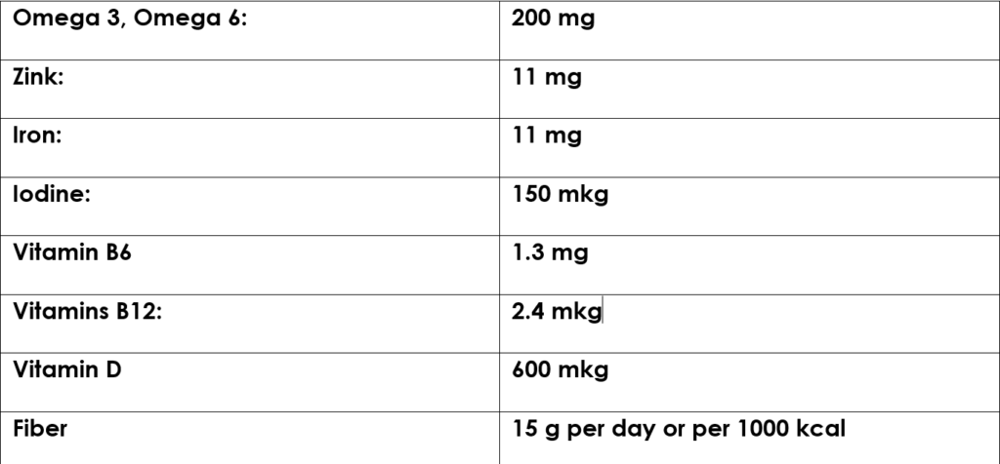 Omega 3, Omega 6: 200 mg
Zink: 11 mg
Iron: 11 mg
Iodine: 150 mkg
Vitamin B6 1.3 mg
Vitamins B12: 2.4 mkg
Vitamin D 600 mkg
Fiber 15 g per day or per 1000 kcal